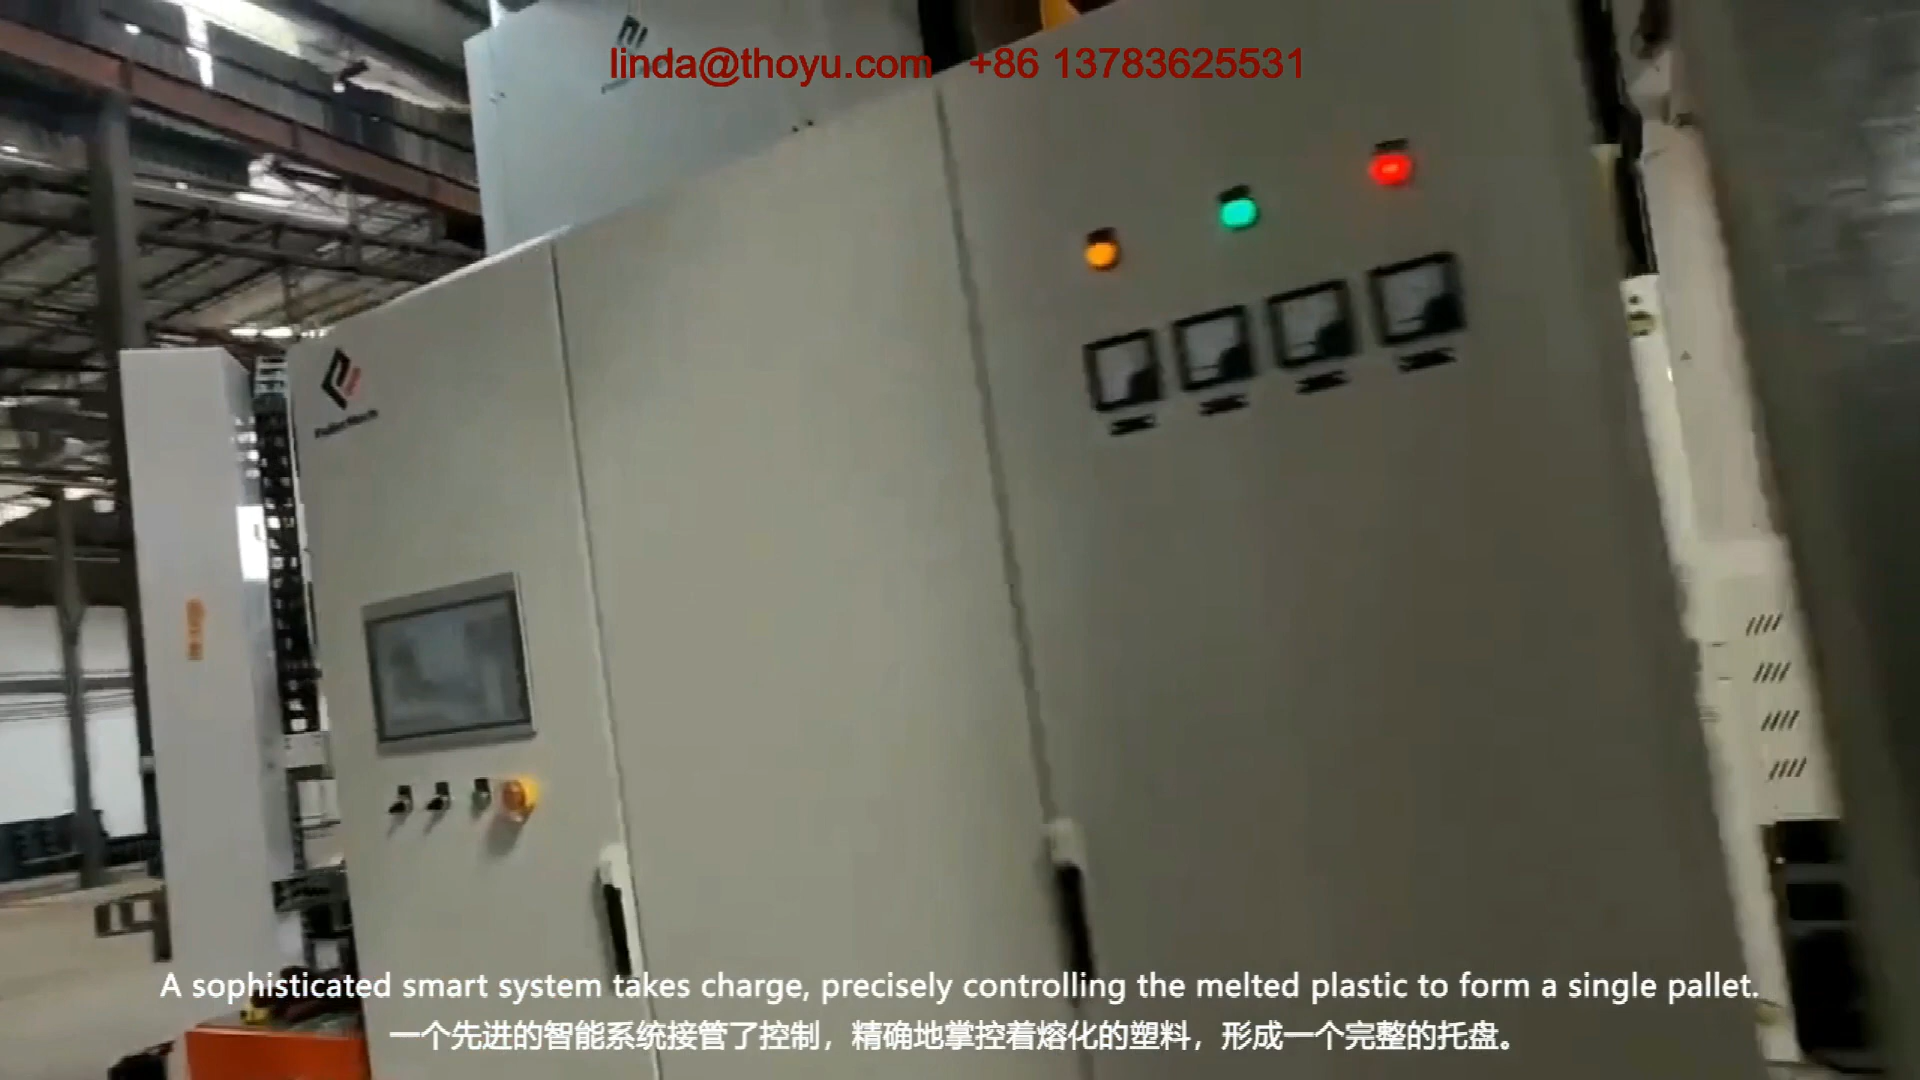 linda@thoyu.com +86 13783625531
A sophisticated smart system takes charge, precisely controlling the melted plastic to form a single pallet.
一个先进的智能系统接管了控制，精确地掌控着熔化的塑料，形成一个完整的托盘。